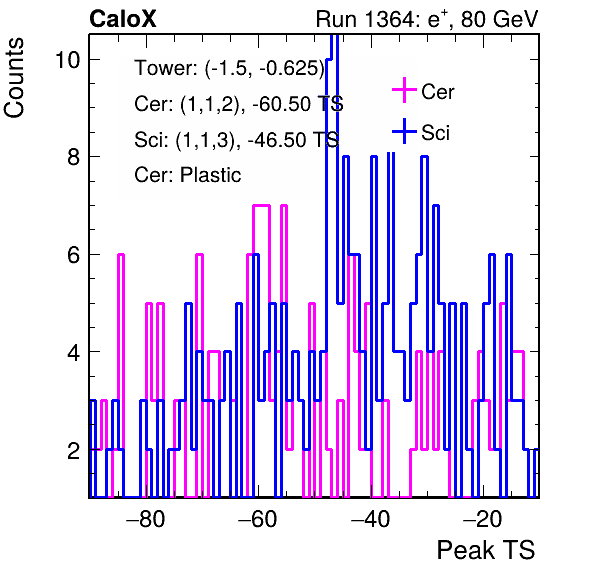 CaloX Run 1364: e⁺, 80 GeV
Counts
10
8
6
4
2
Tower: (-1.5, -0.625)
Cer: (1,1,2), -60.50 TS
Sci: (1,1,3), -46.50 TS
Cer: Plastic
Cer
Sci
−80 −60 −40 −20
Peak TS